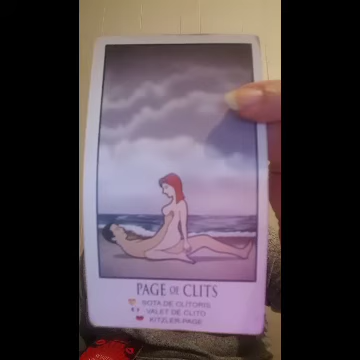 PAGE OF CLITS
SOTA DE CLITORIS
VALET DE CLITO
KITZLER-PAGE